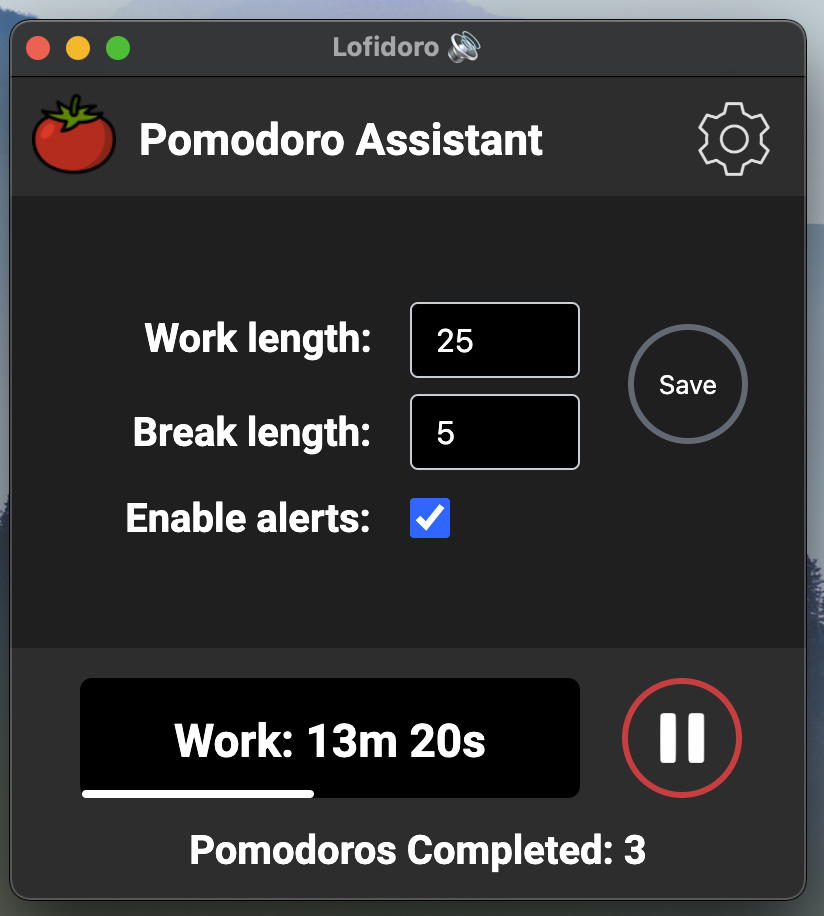 Lofidoro 🔊
Pomodoro Assistant
Work length: 25
Break length: 5
Save
Enable alerts:
Work: 13m 20s
Pomodoros Completed: 3